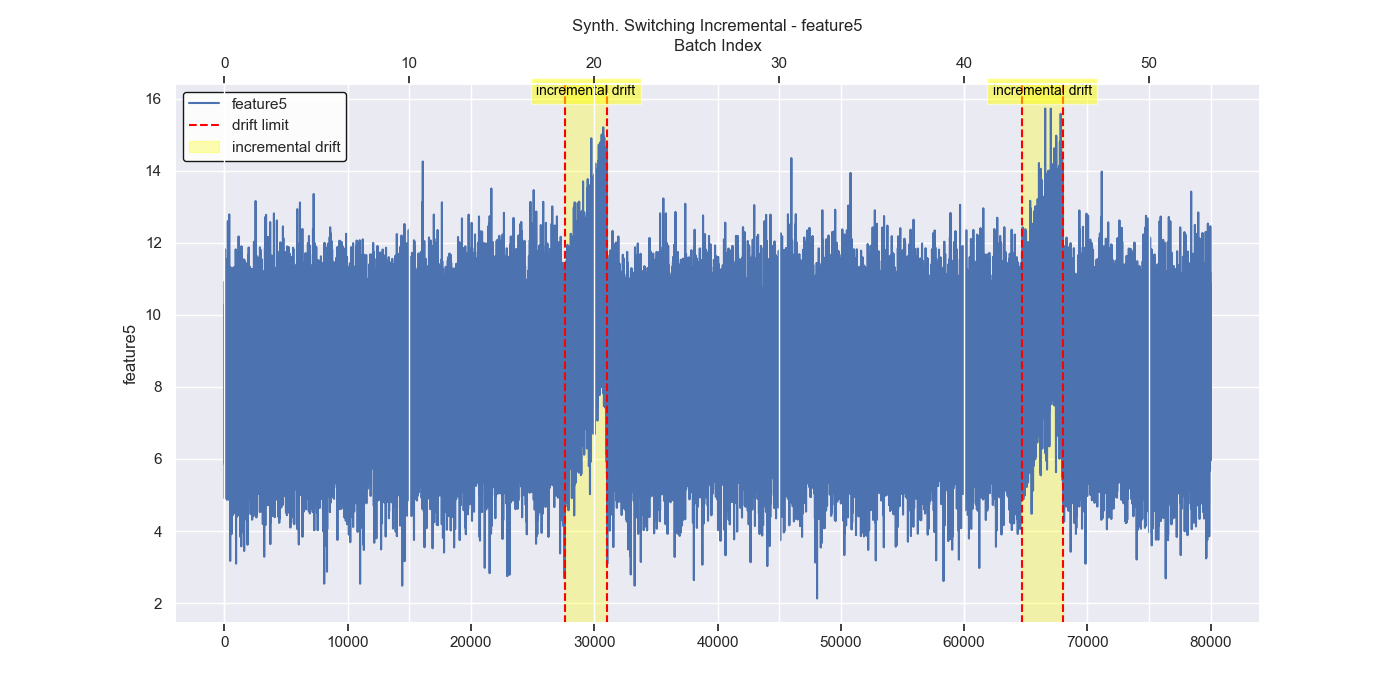 Synth. Switching Incremental - feature5
Batch Index
0 10 20 30 40 50
incremental drift incremental drift
feature5
drift limit
incremental drift
16
14
12
10
8
6
4
2
feature5
0 10000 20000 30000 40000 50000 60000 70000 80000